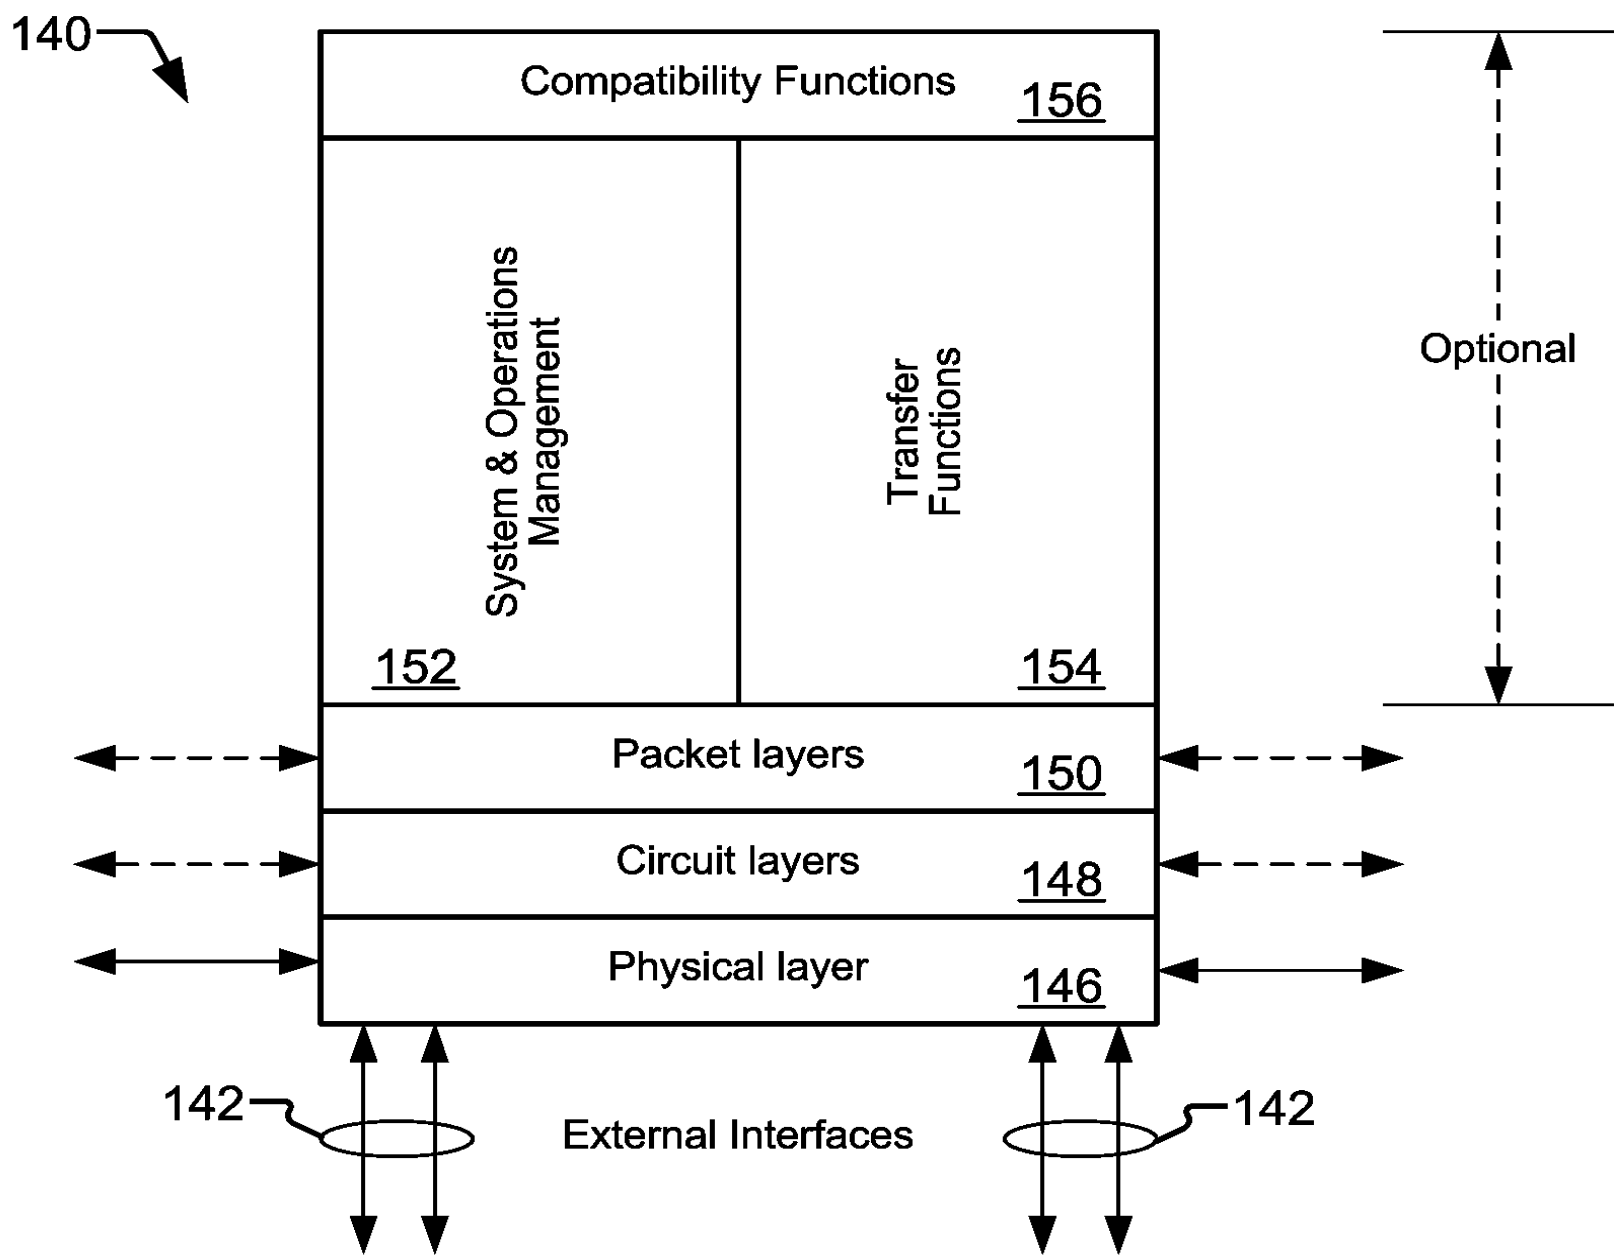 140
Compatibility Functions
156
System & Operations
Management
152
Transfer
Functions
154
Optional
Packet layers
150
Circuit layers
148
Physical layer
146
142
External Interfaces
142